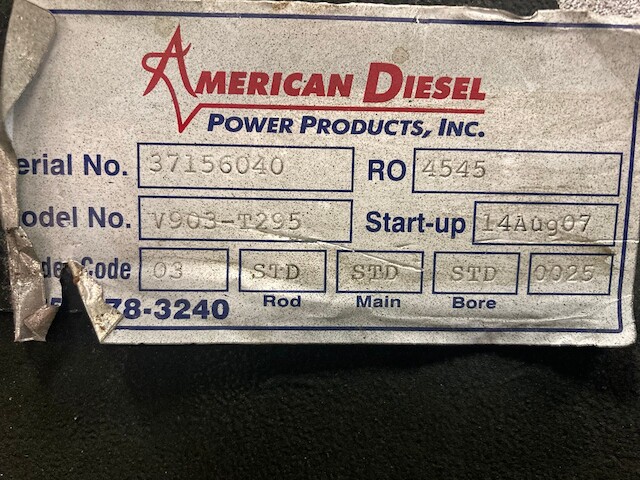 AMERICAN DIESEL
POWER PRODUCTS, INC.
erial No. 37156040 RO 4545
odel No. V903-T295 Start-up 14Aug07
de Code 03 STD STD STD 0025
Rod Main Bore
78-3240